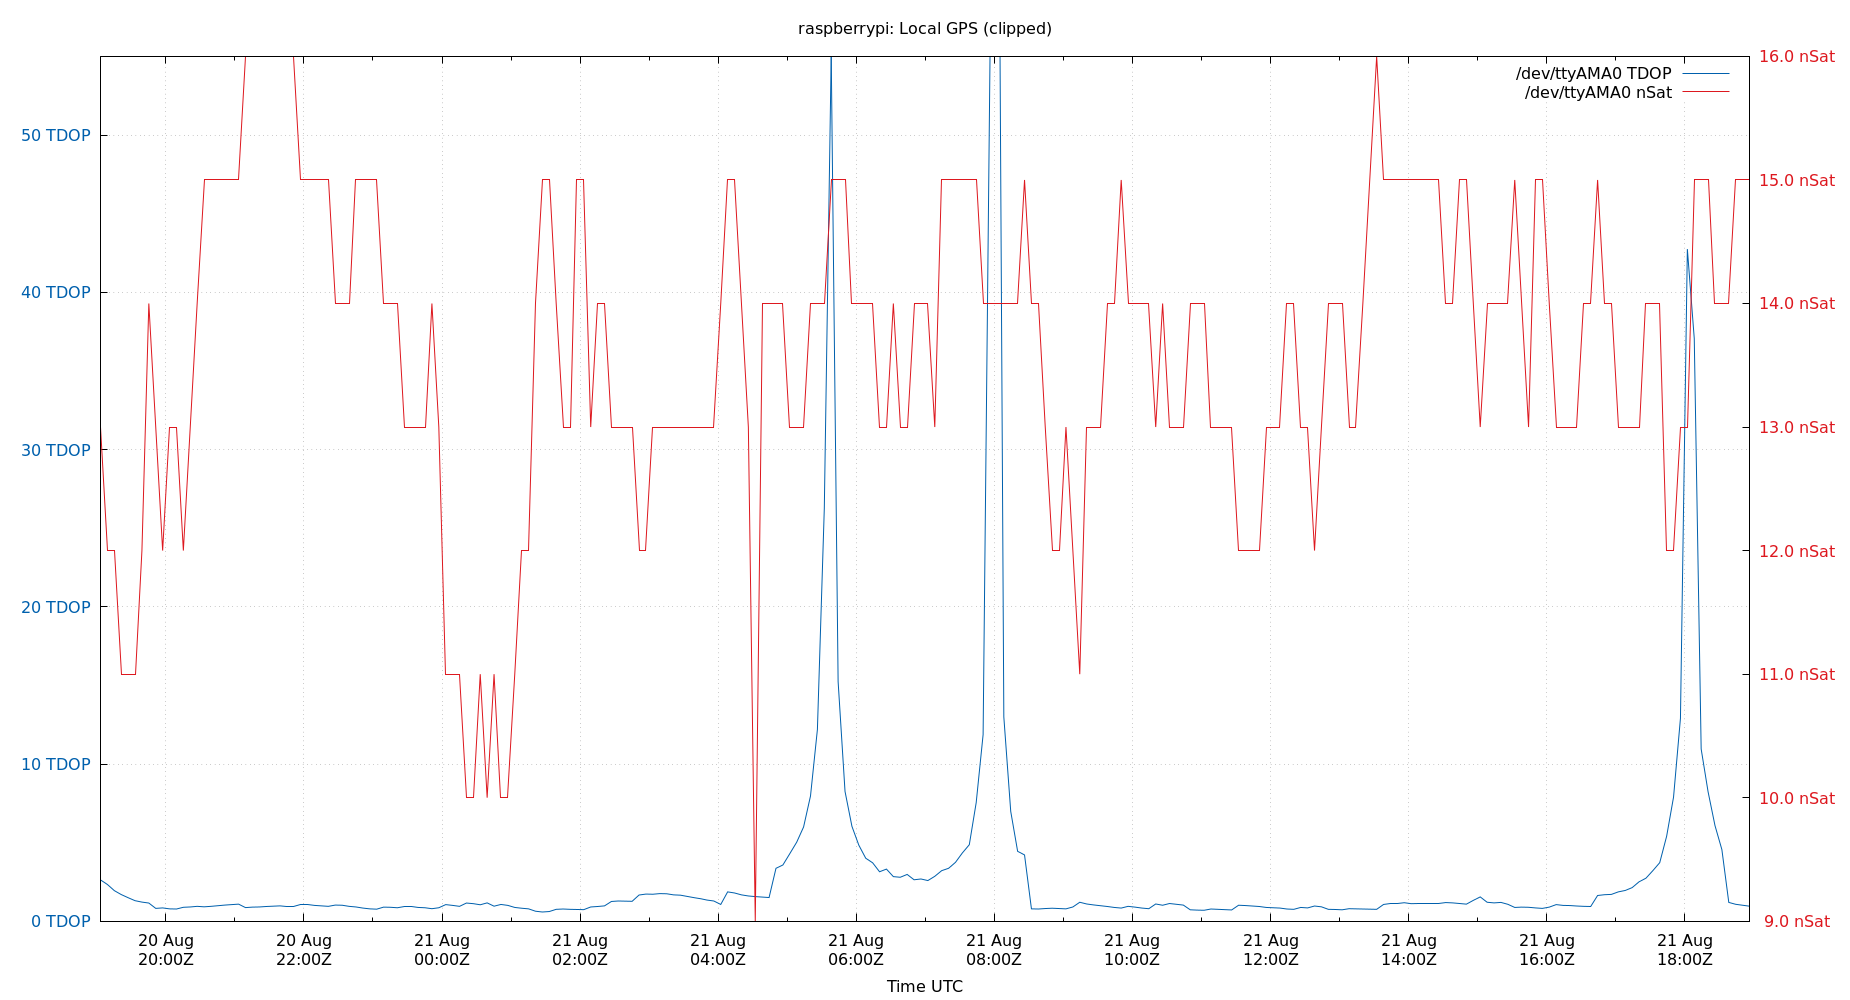 raspberrypi: Local GPS (clipped)
/dev/ttyAMA0 TDOP
/dev/ttyAMA0 nSat
50 TDOP
40 TDOP
30 TDOP
20 TDOP
10 TDOP
0 TDOP
16.0 nSat
15.0 nSat
14.0 nSat
13.0 nSat
12.0 nSat
11.0 nSat
10.0 nSat
9.0 nSat
20 Aug
20:00Z
20 Aug
22:00Z
21 Aug
00:00Z
21 Aug
02:00Z
21 Aug
04:00Z
21 Aug
06:00Z
21 Aug
08:00Z
21 Aug
10:00Z
21 Aug
12:00Z
21 Aug
14:00Z
21 Aug
16:00Z
21 Aug
18:00Z
Time UTC